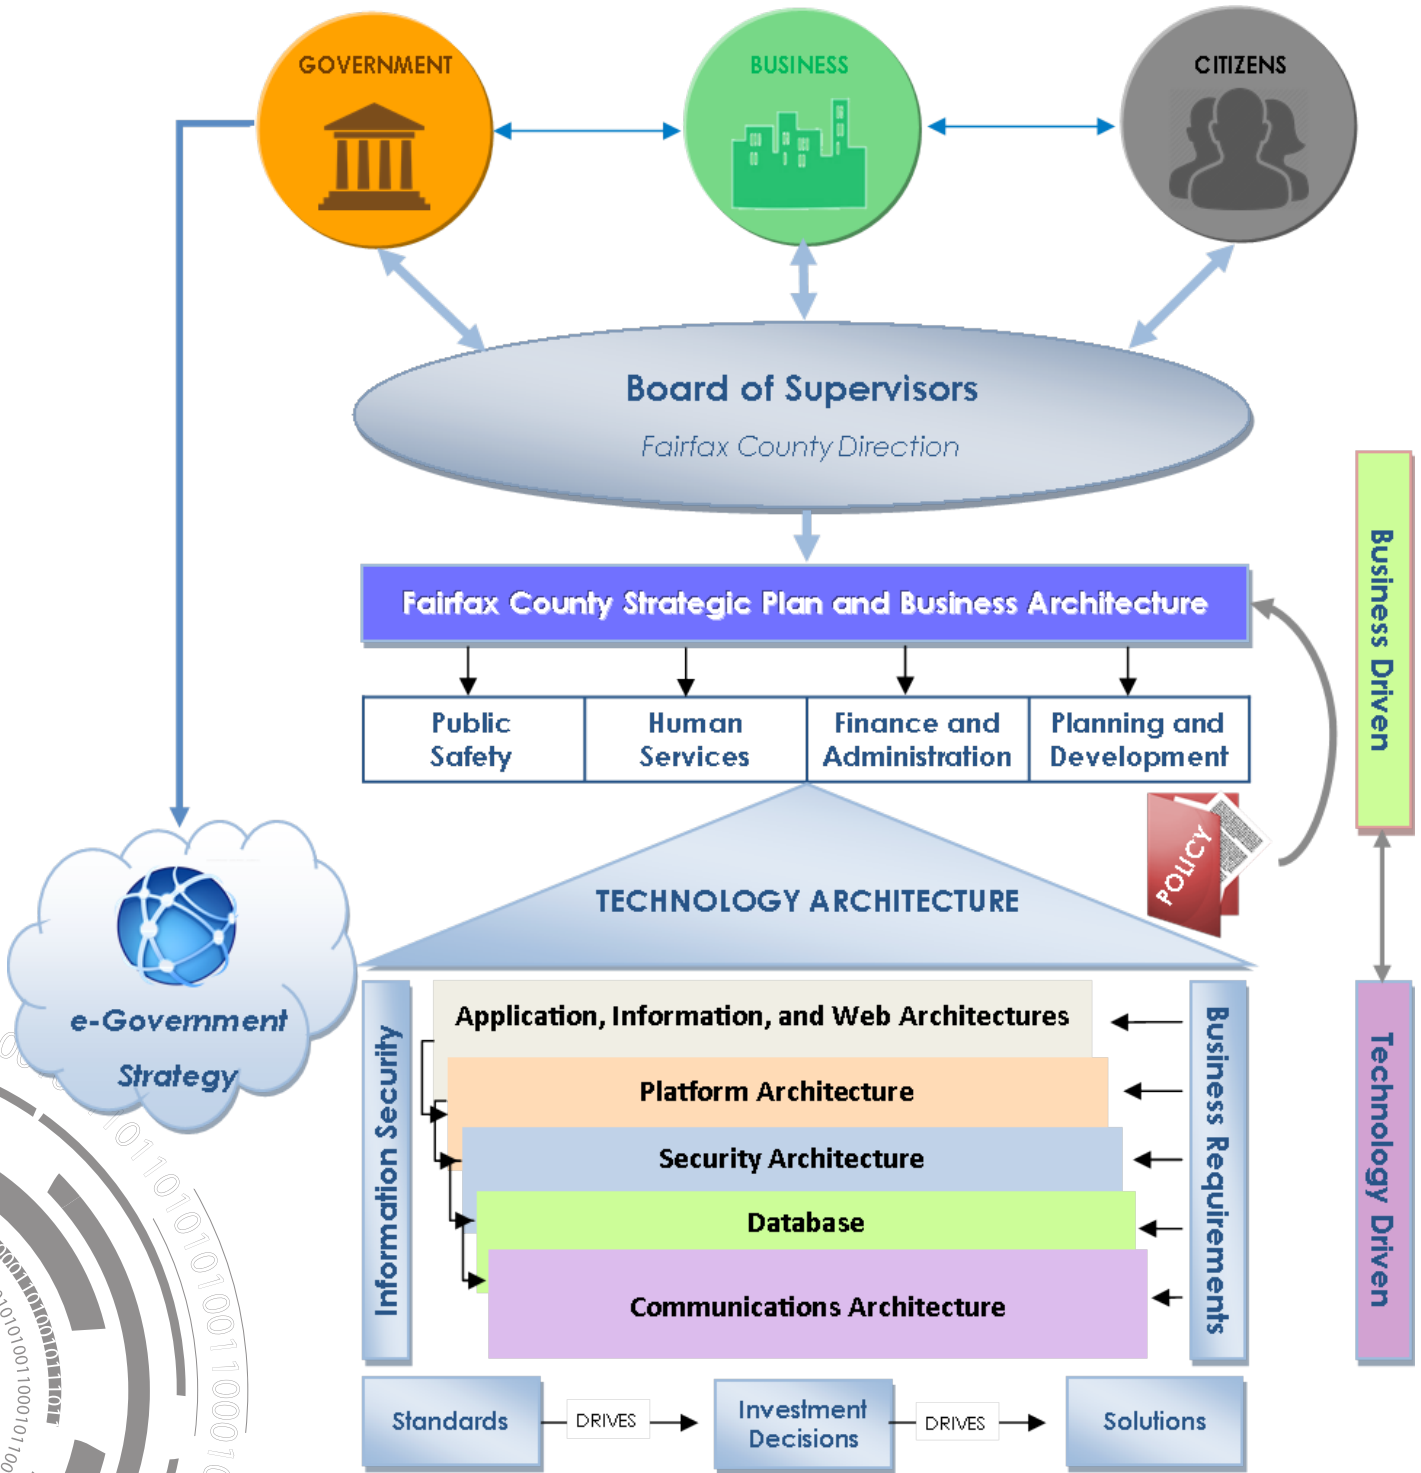 GOVERNMENT
BUSINESS
CITIZENS
Board of Supervisors
Fairfax County Direction
Fairfax County Strategic Plan and Business Architecture
Public
Safety
Human
Services
Finance and
Administration
Planning and
Development
Business Driven
POLICY
TECHNOLOGY ARCHITECTURE
e-Government
Strategy
Information Security
Application, Information, and Web Architectures
Platform Architecture
Security Architecture
Database
Communications Architecture
Business Requirements
Technology Driven
Standards
DRIVES
Investment
Decisions
DRIVES
Solutions